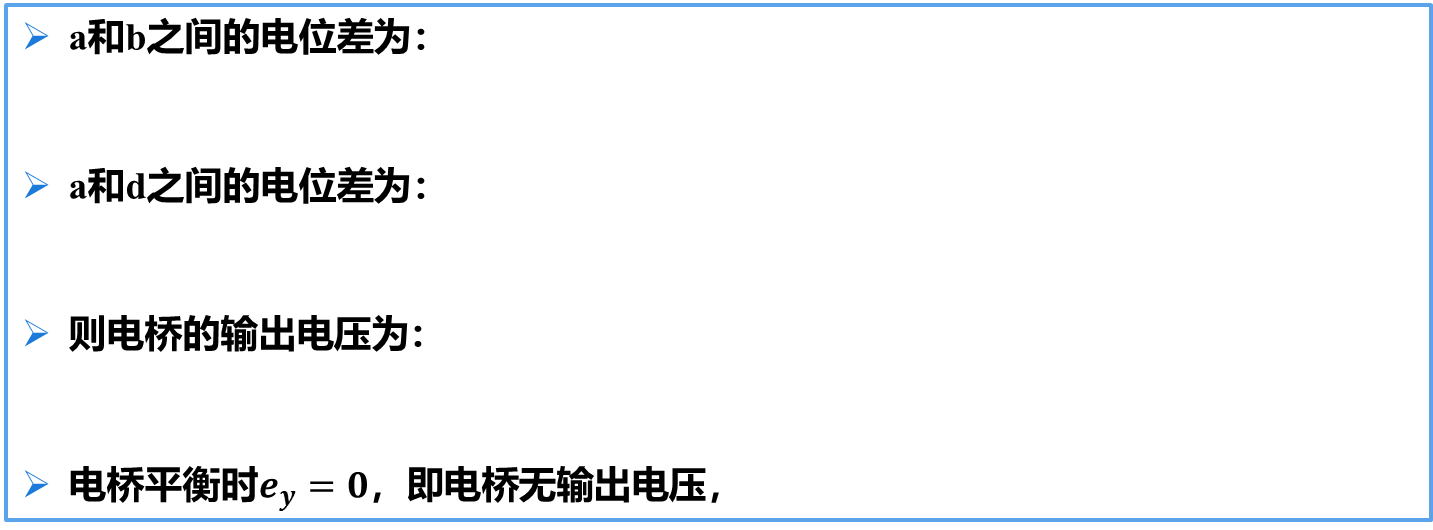 ➢ a和b之间的电位差为：
➢ a和d之间的电位差为：
➢ 则电桥的输出电压为：
➢ 电桥平衡时𝒆𝒚 = 𝟎，即电桥无输出电压，